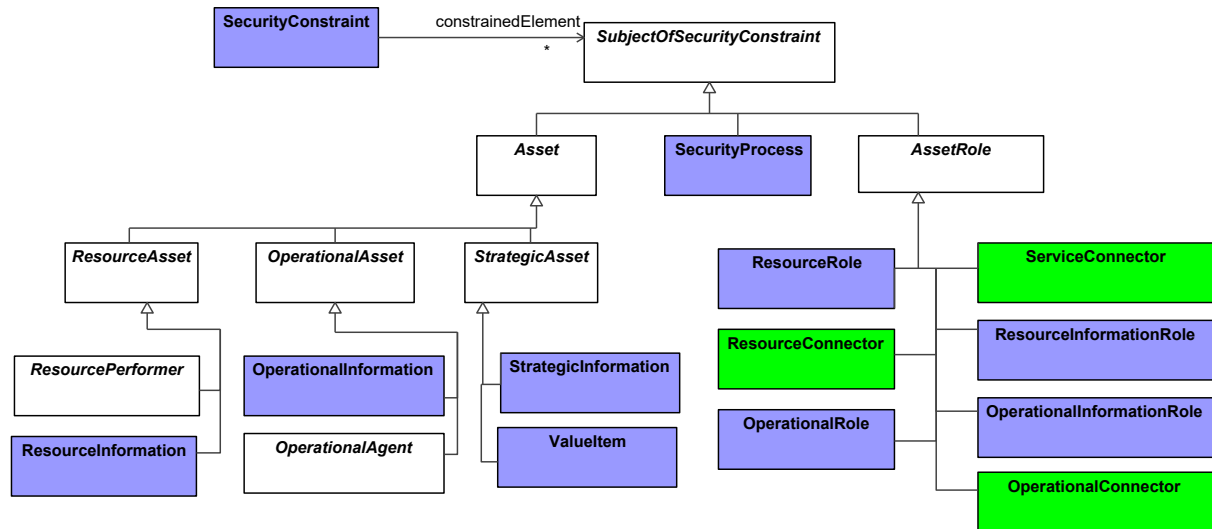 SecurityConstraint
constrainedElement
*
SubjectOfSecurityConstraint
Asset
SecurityProcess
AssetRole
ResourceAsset
OperationalAsset
StrategicAsset
ResourceRole
ServiceConnector
ResourceConnector
ResourceInformationRole
ResourcePerformer
OperationalInformation
StrategicInformation
OperationalRole
OperationalInformationRole
ResourceInformation
OperationalAgent
ValueItem
OperationalConnector